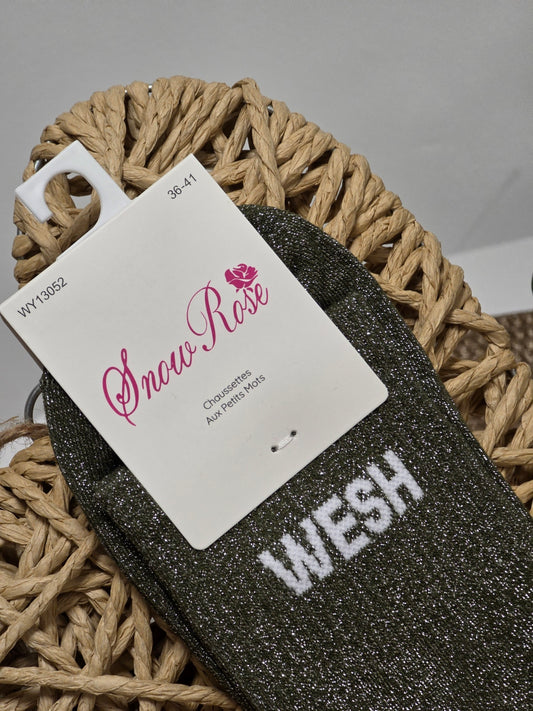 36-41
WY13052
Snow Rose
Chaussettes
Aux Petits Mots
WESH